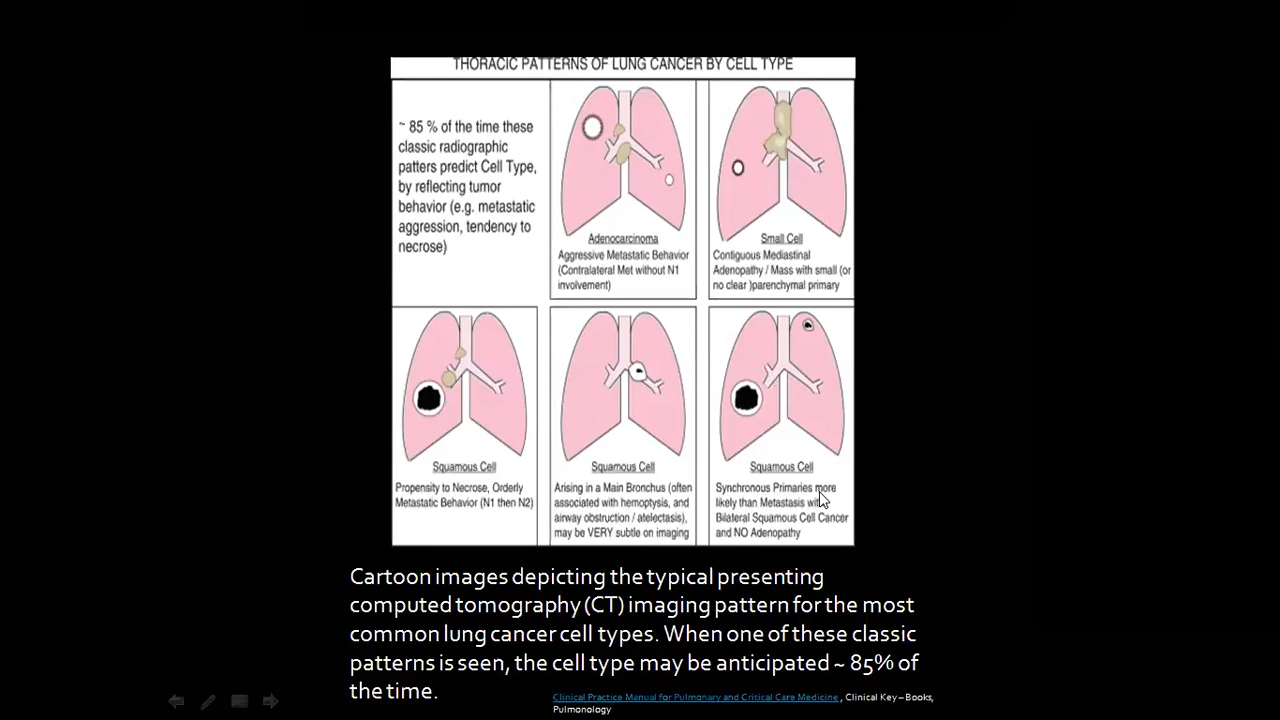 THORACIC PATTERNS OF LUNG CANCER BY CELL TYPE
~ 85 % of the time these
classic radiographic
patters predict Cell Type,
by reflecting tumor
behavior (e.g. metastatic
aggression, tendency to
necrose)
Adenocarcinoma
Aggressive Metastatic Behavior
(Contralateral Met without N1
involvement)
Small Cell
Contiguous Mediastinal
Adenopathy / Mass with small (or
no clear )parenchymal primary
Squamous Cell
Propensity to Necrose, Orderly
Metastatic Behavior (N1 then N2)
Squamous Cell
Arising in a Main Bronchus (often
associated with hemoptysis, and
airway obstruction / atelectasis),
may be VERY subtle on imaging
Squamous Cell
Synchronous Primaries more
likely than Metastasis with
Bilateral Squamous Cell Cancer
and NO Adenopathy
Cartoon images depicting the typical presenting
computed tomography (CT) imaging pattern for the most
common lung cancer cell types. When one of these classic
patterns is seen, the cell type may be anticipated ~ 85% of
the time.
Clinical Practice Manual for Pulmonary and Critical Care Medicine , Clinical Key – Books,
Pulmonology